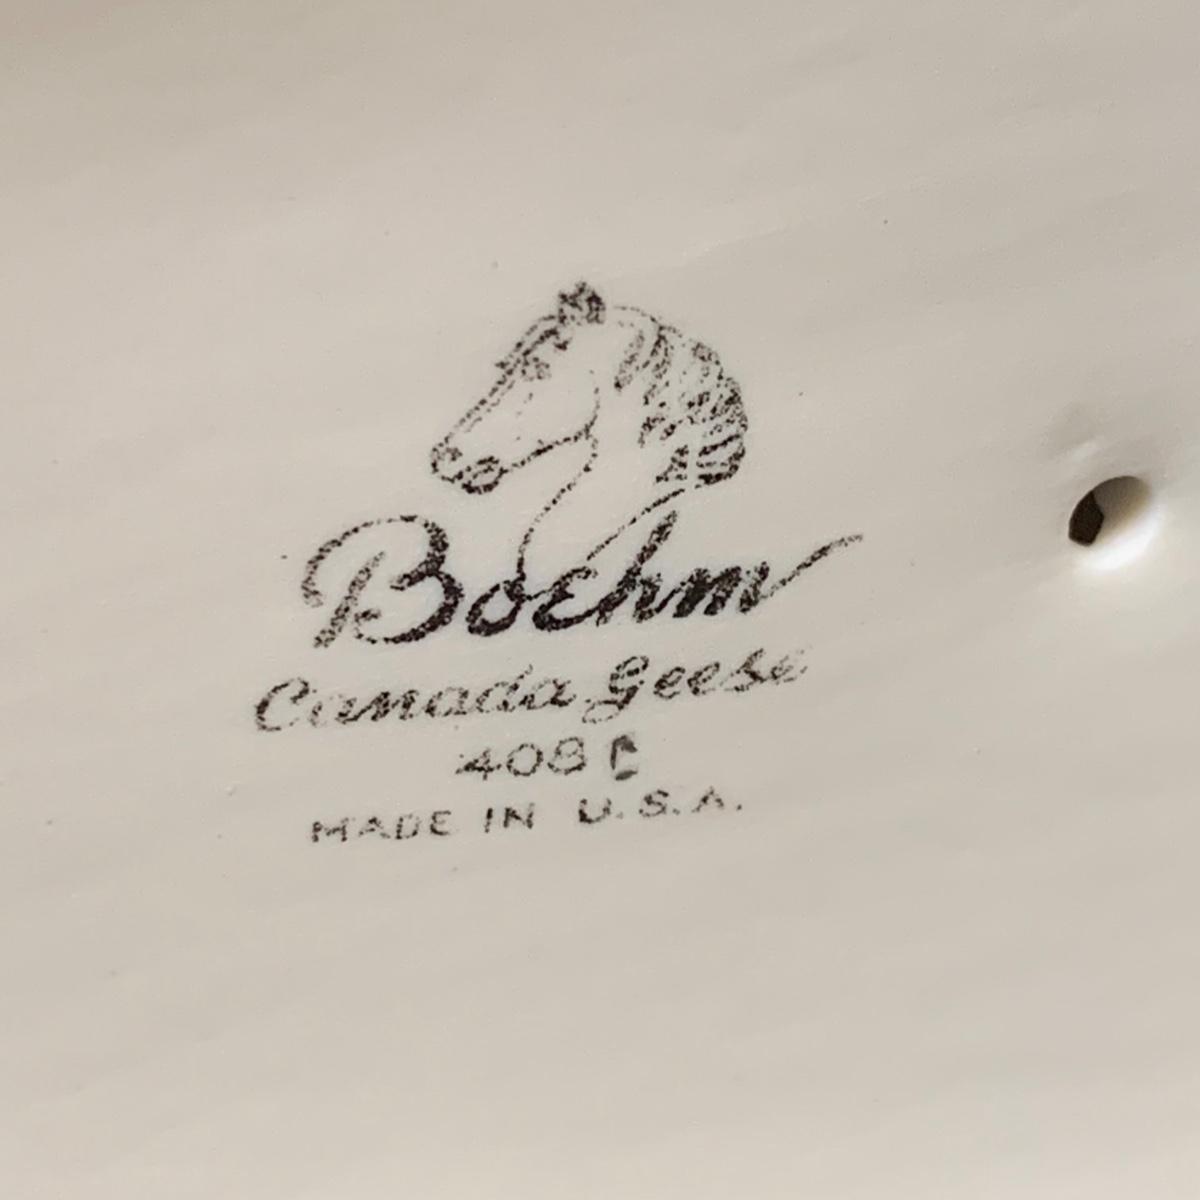 Boehm
Canada Geese
408
MADE IN U.S.A.